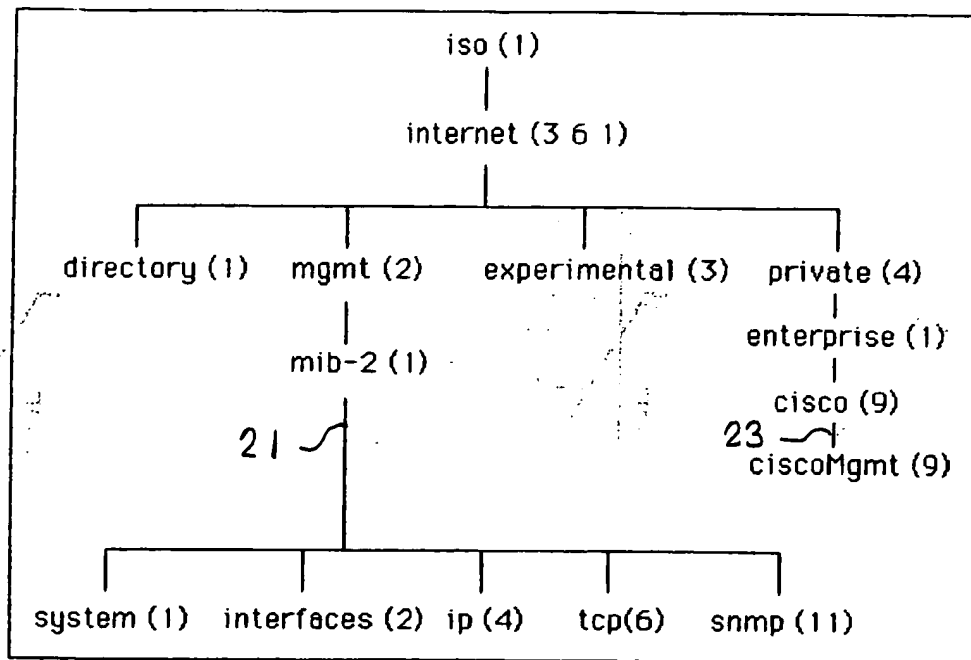 iso (1)
internet (3 6 1)
directory (1) mgmt (2) experimental (3) private (4)
enterprise (1)
mib-2 (1)
cisco (9)
21 23
ciscoMgmt (9)
system (1) interfaces (2) ip (4) tcp(6) snmp (11)